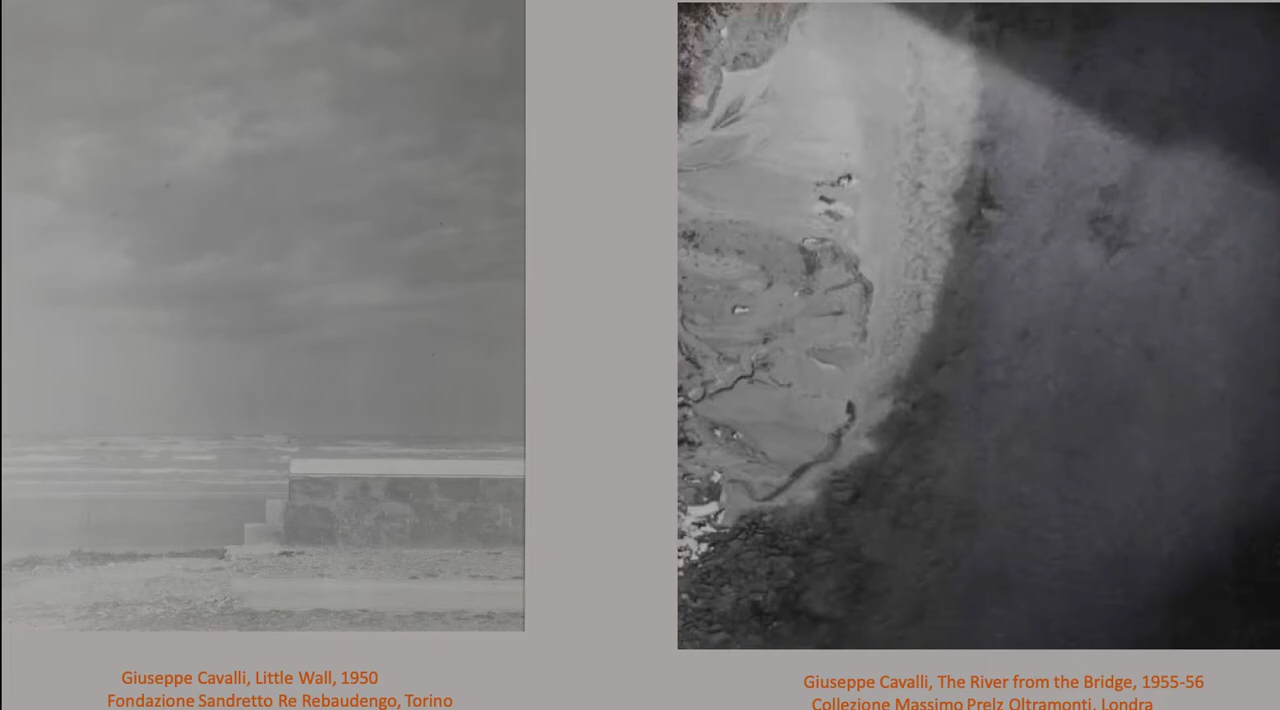 Giuseppe Cavalli, Little Wall, 1950
Fondazione Sandretto Re Rebaudengo, Torino
Giuseppe Cavalli, The River from the Bridge, 1955-56
Collezione Massimo Prelz Oltramonti, Londra